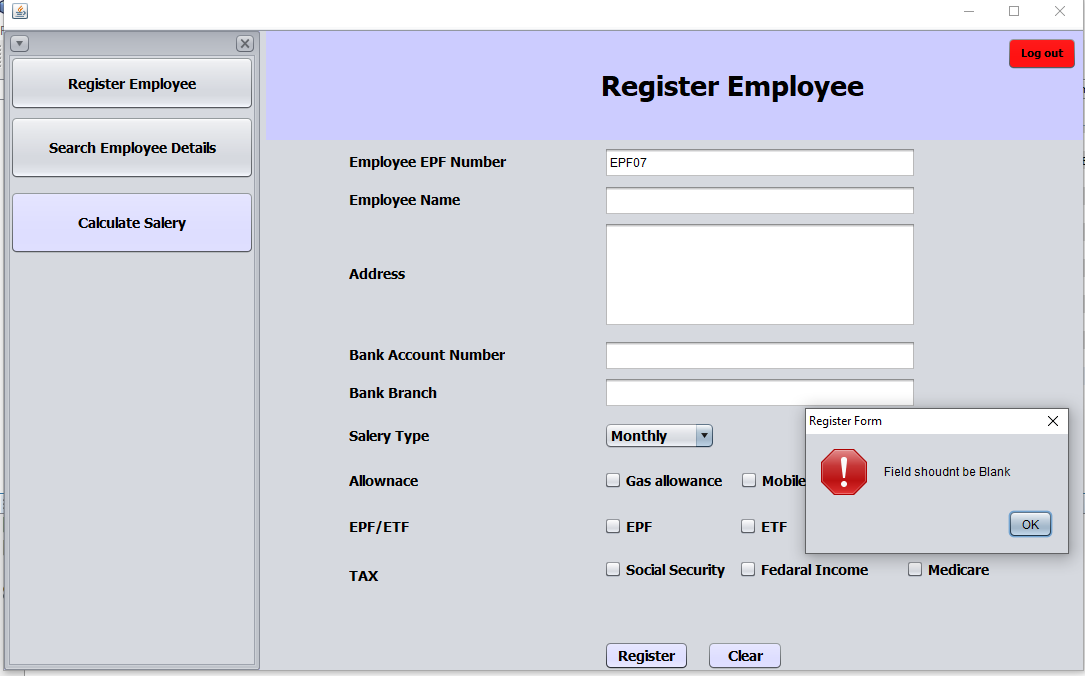 Log out
Register Employee
Register Employee
Search Employee Details
Calculate Salery
Employee EPF Number EPF07
Employee Name
Address
Bank Account Number
Bank Branch
Salery Type Monthly
Allownace Gas allowance Mobile
EPF/ETF EPF ETF
TAX Social Security Fedaral Income Medicare
Register Clear
Register Form
Field shoudnt be Blank
OK